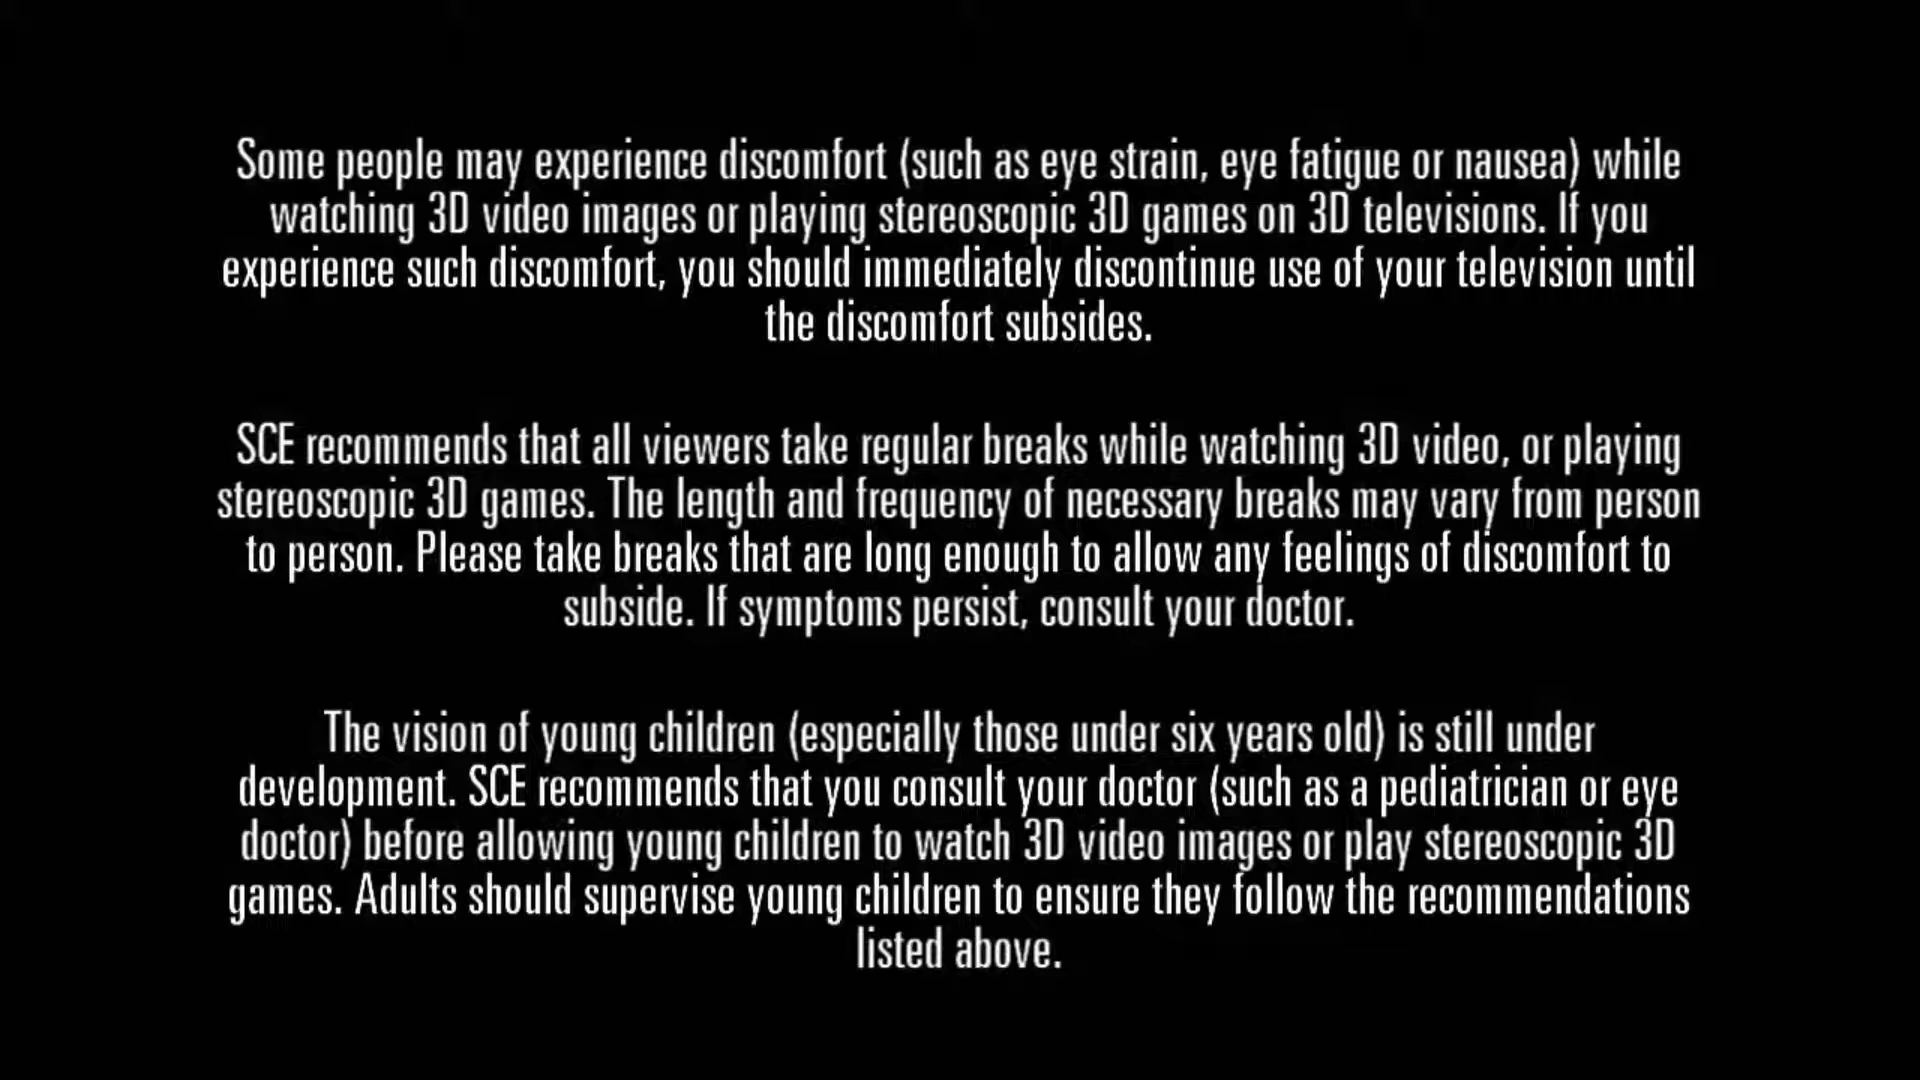 Some people may experience discomfort (such as eye strain, eye fatigue or nausea) while
watching 3D video images or playing stereoscopic 3D games on 3D televisions. If you
experience such discomfort, you should immediately discontinue use of your television until
the discomfort subsides.
SCE recommends that all viewers take regular breaks while watching 3D video, or playing
stereoscopic 3D games. The length and frequency of necessary breaks may vary from person
to person. Please take breaks that are long enough to allow any feelings of discomfort to
subside. If symptoms persist, consult your doctor.
The vision of young children (especially those under six years old) is still under
development. SCE recommends that you consult your doctor (such as a pediatrician or eye
doctor) before allowing young children to watch 3D video images or play stereoscopic 3D
games. Adults should supervise young children to ensure they follow the recommendations
listed above.